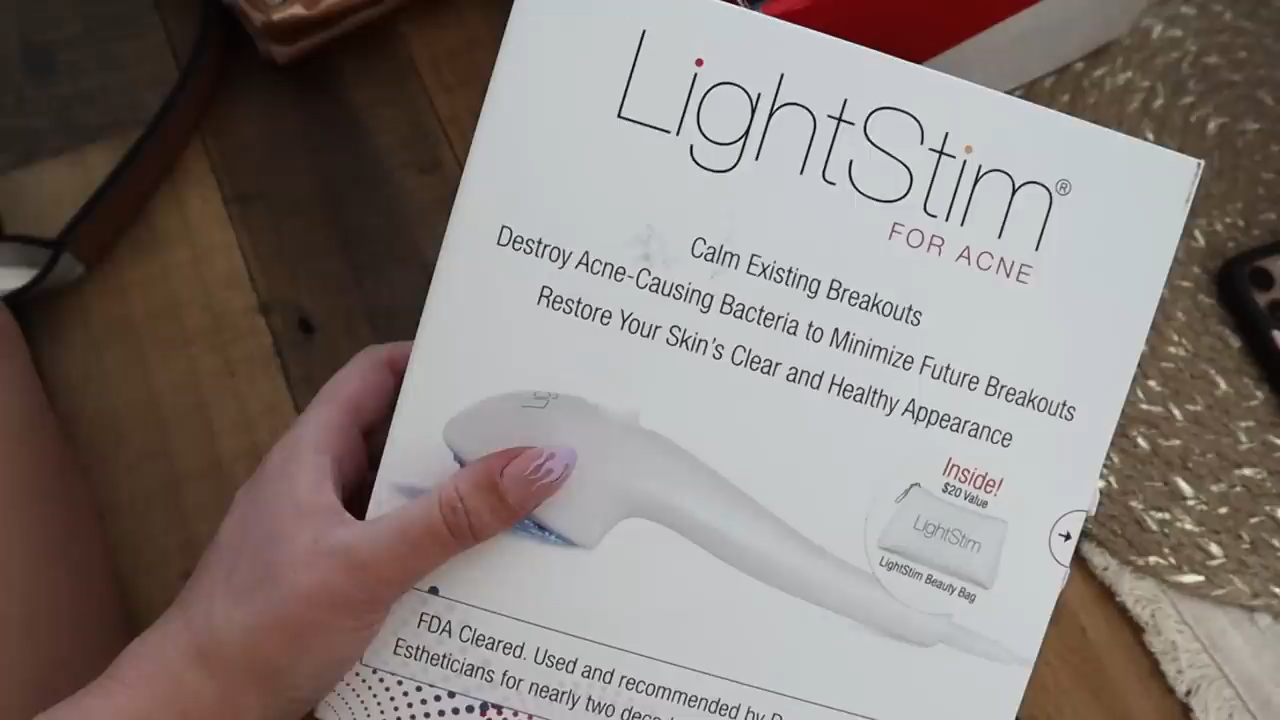 LightStim®
FOR ACNE
Calm Existing Breakouts
Destroy Acne-Causing Bacteria to Minimize Future Breakouts
Restore Your Skin's Clear and Healthy Appearance
Inside!
$20 Value
LightStim
LightStim Beauty Bag
FDA Cleared. Used and recommended by
Estheticians for nearly two